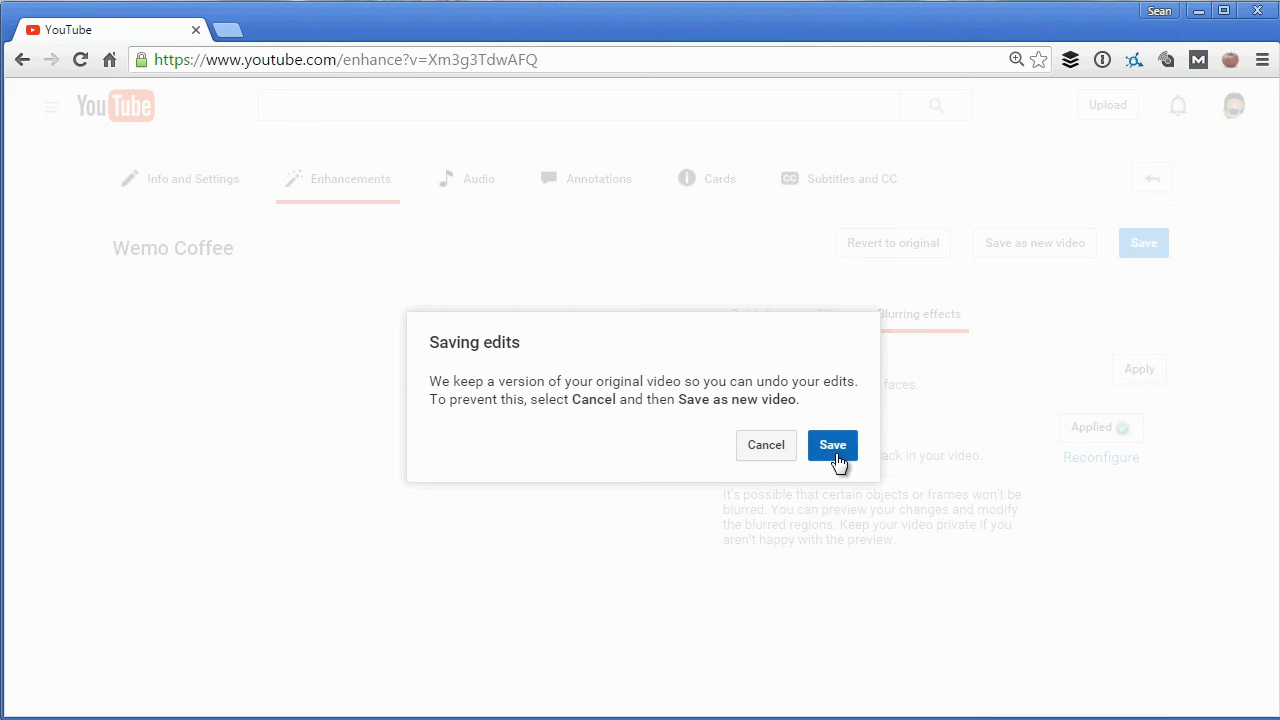 Sean
YouTube
https://www.youtube.com/enhance?v=Xm3g3TdwAFQ
YouTube
Upload
Info and Settings
Enhancements
Audio
Annotations
Cards
CC
Subtitles and CC
Wemo Coffee
Revert to original
Save as new video
Save
Blurring effects
Saving edits
We keep a version of your original video so you can undo your edits.
To prevent this, select Cancel and then Save as new video.
Cancel
Save
Apply
faces.
Applied
ack in your video.
Reconfigure
It's possible that certain objects or frames won't be
blurred. You can preview your changes and modify
the blurred regions. Keep your video private if you
aren't happy with the preview.